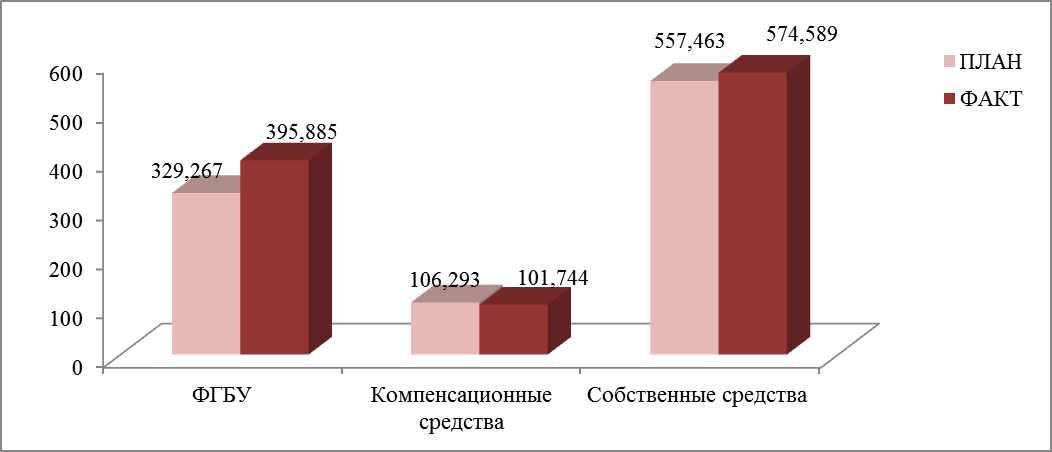 557,463
574,589
ПЛАН
ФАКТ
600
500
400
300
200
100
0
329,267
395,885
106,293
101,744
ФГБУ
Компенсационные
средства
Собственные средства